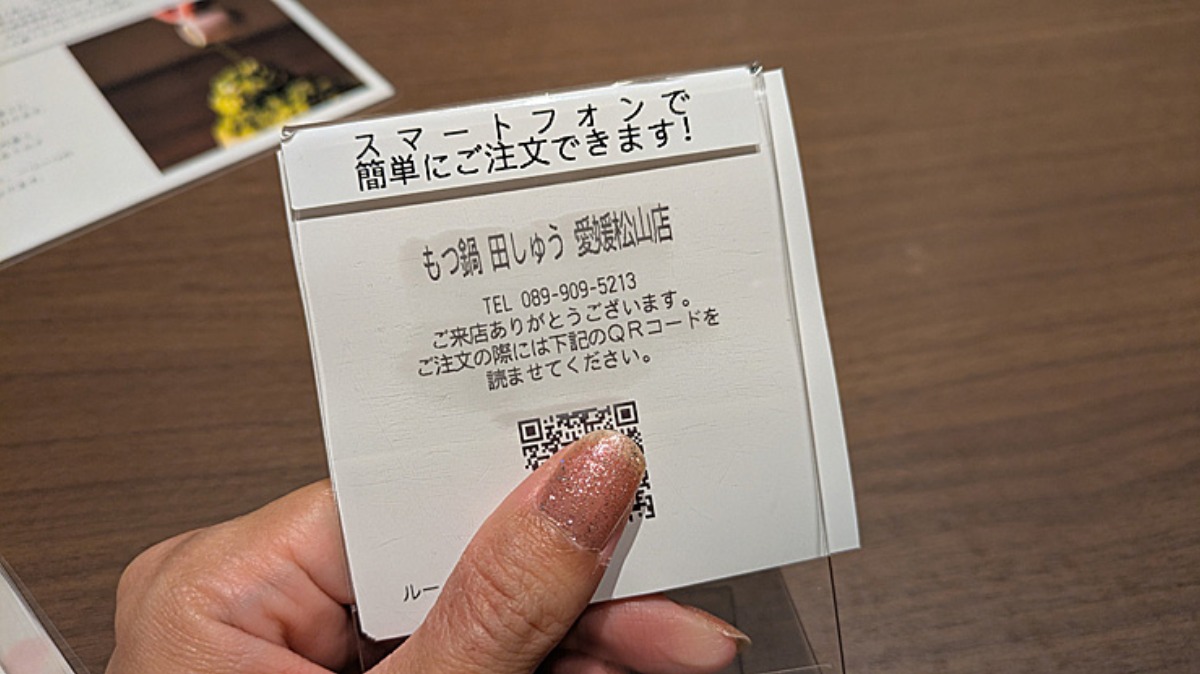 スマートフォンで
簡単にご注文できます!
もつ鍋 田しゅう 愛媛松山店
TEL 089-909-5213
ご来店ありがとうございます。
ご注文の際には下記のQRコードを
読ませてください。
ルー